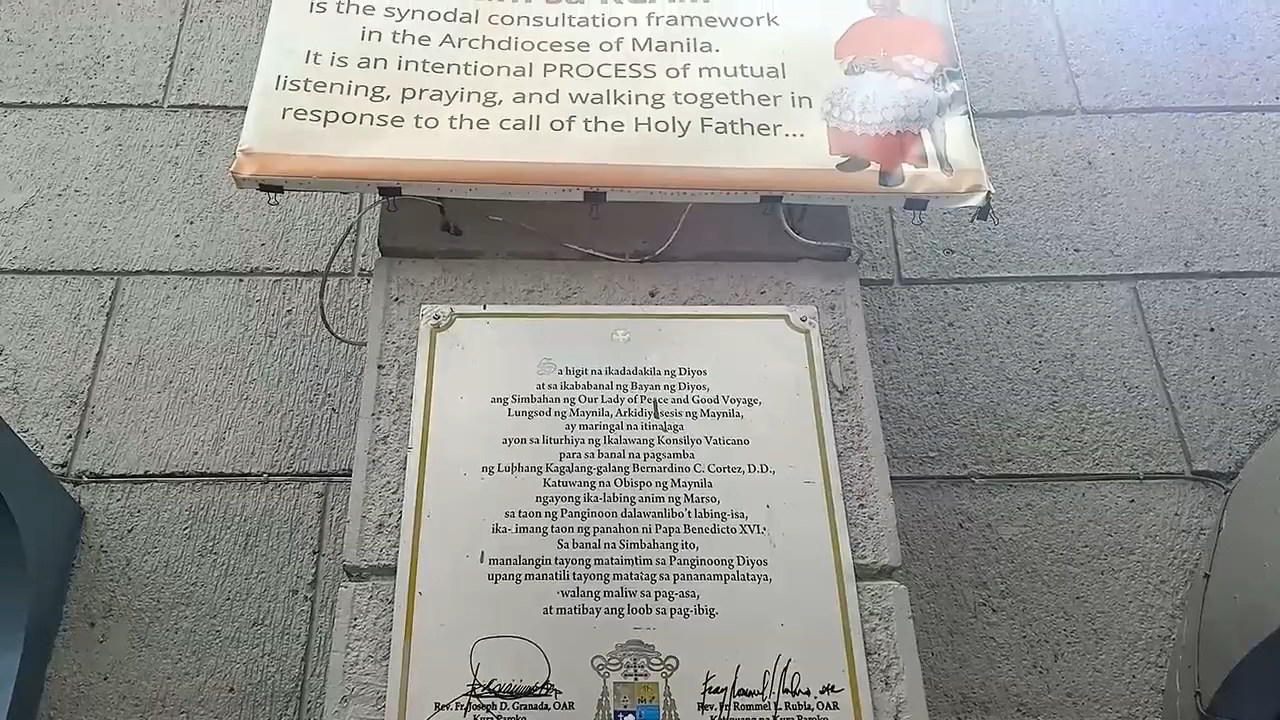 is the synodal consultation framework
in the Archdiocese of Manila.
It is an intentional PROCESS of mutual
listening, praying, and walking together in
response to the call of the Holy Father...
Sa higit na ikadadakila ng Diyos
at sa ikababanal ng Bayan ng Diyos,
ang Simbahan ng Our Lady of Peace and Good Voyage,
Lungsod ng Maynila, Arkidiyosesis ng Maynila,
ay maringal na itinalaga
ayon sa liturhiya ng Ikalawang Konsilyo Vaticano
para sa banal na pagsamba
ng Lubhang Kagalang-galang Bernardino C. Cortez, D.D.,
Katuwang na Obispo ng Maynila
ngayong ika-labing anim ng Marso,
sa taon ng Panginoon dalawanlibo't labing-isa,
ika-limang taon ng panahon ni Papa Benedicto XVI.
Sa banal na Simbahang ito,
manalangin tayong mataimtim sa Panginoong Diyos
upang manatili tayong matatag sa pananampalataya,
walang maliw sa pag-asa,
at matibay ang loob sa pag-ibig.
Rev. Fr. Joseph D. Granada, OAR
Rev. Fr. Rommel L. Rubia, OAR
Kura Paroko
Katuwang na Kura Paroko